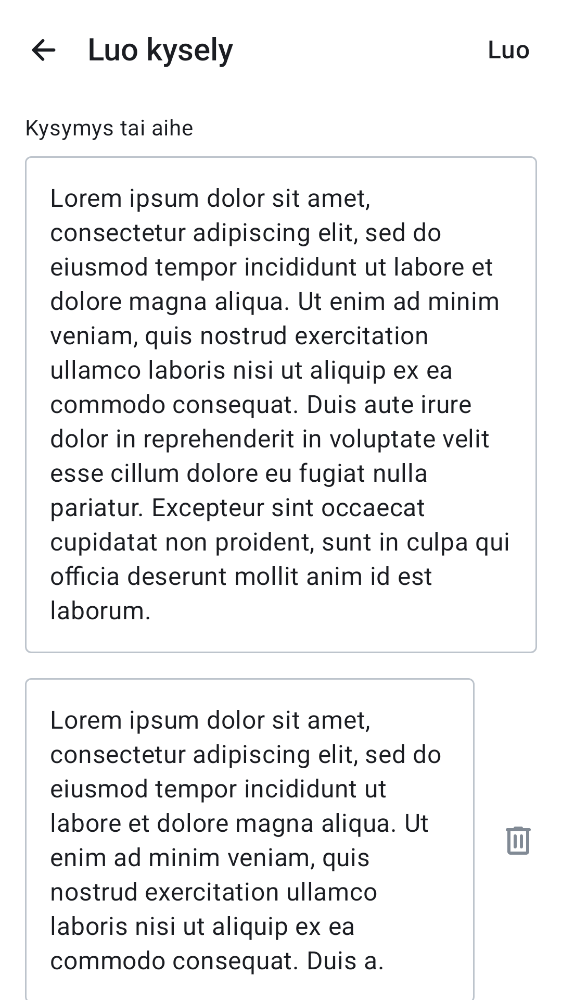 Luo kysely
Luo
Kysymys tai aihe
Lorem ipsum dolor sit amet,
consectetur adipiscing elit, sed do
eiusmod tempor incididunt ut labore et
dolore magna aliqua. Ut enim ad minim
veniam, quis nostrud exercitation
ullamco laboris nisi ut aliquip ex ea
commodo consequat. Duis aute irure
dolor in reprehenderit in voluptate velit
esse cillum dolore eu fugiat nulla
pariatur. Excepteur sint occaecat
cupidatat non proident, sunt in culpa qui
officia deserunt mollit anim id est
laborum.
Lorem ipsum dolor sit amet,
consectetur adipiscing elit, sed do
eiusmod tempor incididunt ut
labore et dolore magna aliqua. Ut
enim ad minim veniam, quis
nostrud exercitation ullamco
laboris nisi ut aliquip ex ea
commodo consequat. Duis a.